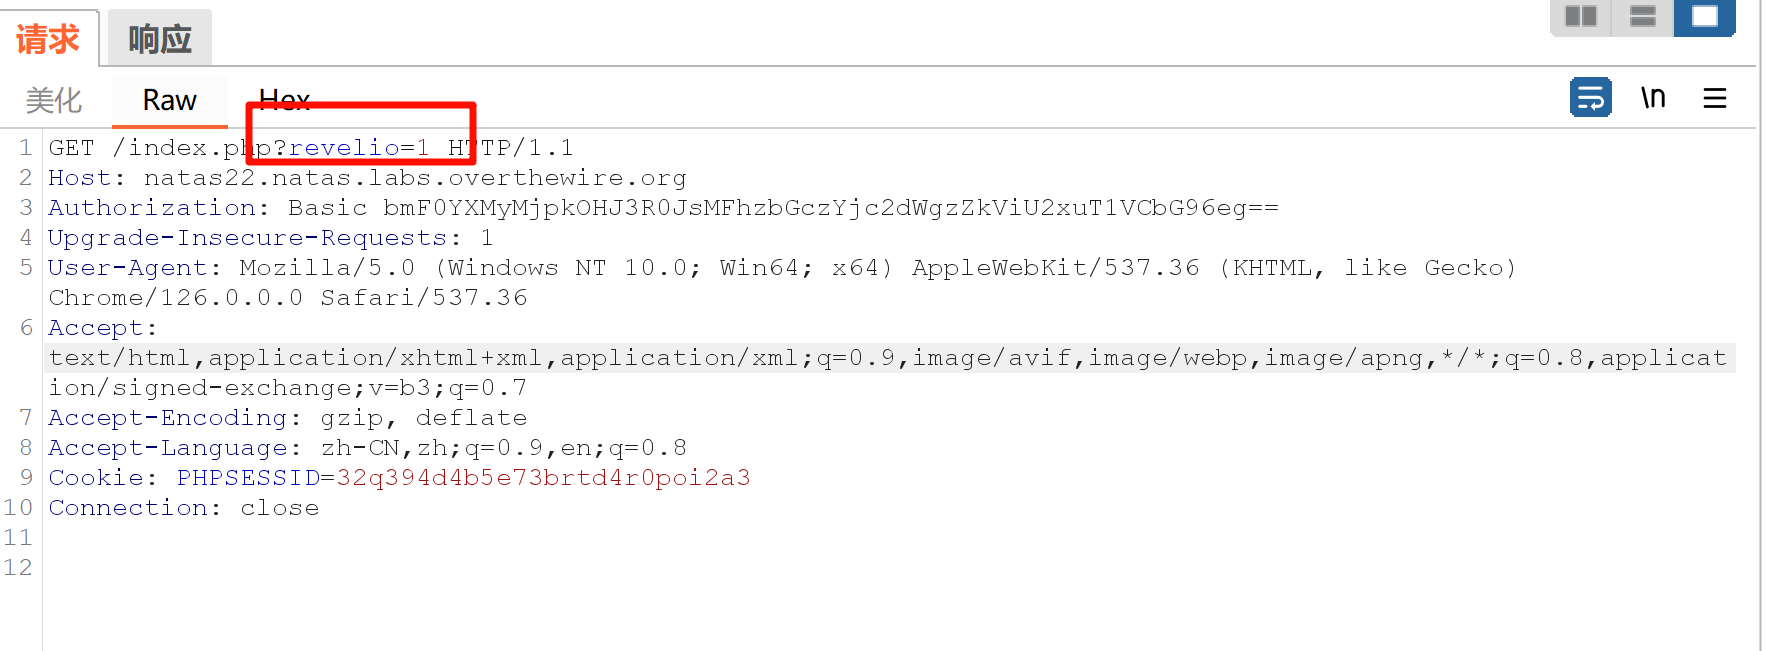 请求 响应
美化 Raw Hex \n
1 GET /index.php?revelio=1 HTTP/1.1
2 Host: natas22.natas.labs.overthewire.org
3 Authorization: Basic bmF0YXMyMjpkOHJ3R0JsMFhzbGczYjc2dWgzZkViU2xuT1VCbG96eg==
4 Upgrade-Insecure-Requests: 1
5 User-Agent: Mozilla/5.0 (Windows NT 10.0; Win64; x64) AppleWebKit/537.36 (KHTML, like Gecko)
Chrome/126.0.0.0 Safari/537.36
6 Accept:
text/html,application/xhtml+xml,application/xml;q=0.9,image/avif,image/webp,image/apng,*/*;q=0.8,applicat
ion/signed-exchange;v=b3;q=0.7
7 Accept-Encoding: gzip, deflate
8 Accept-Language: zh-CN,zh;q=0.9,en;q=0.8
9 Cookie: PHPSESSID=32q394d4b5e73brtd4r0poi2a3
10 Connection: close
11
12